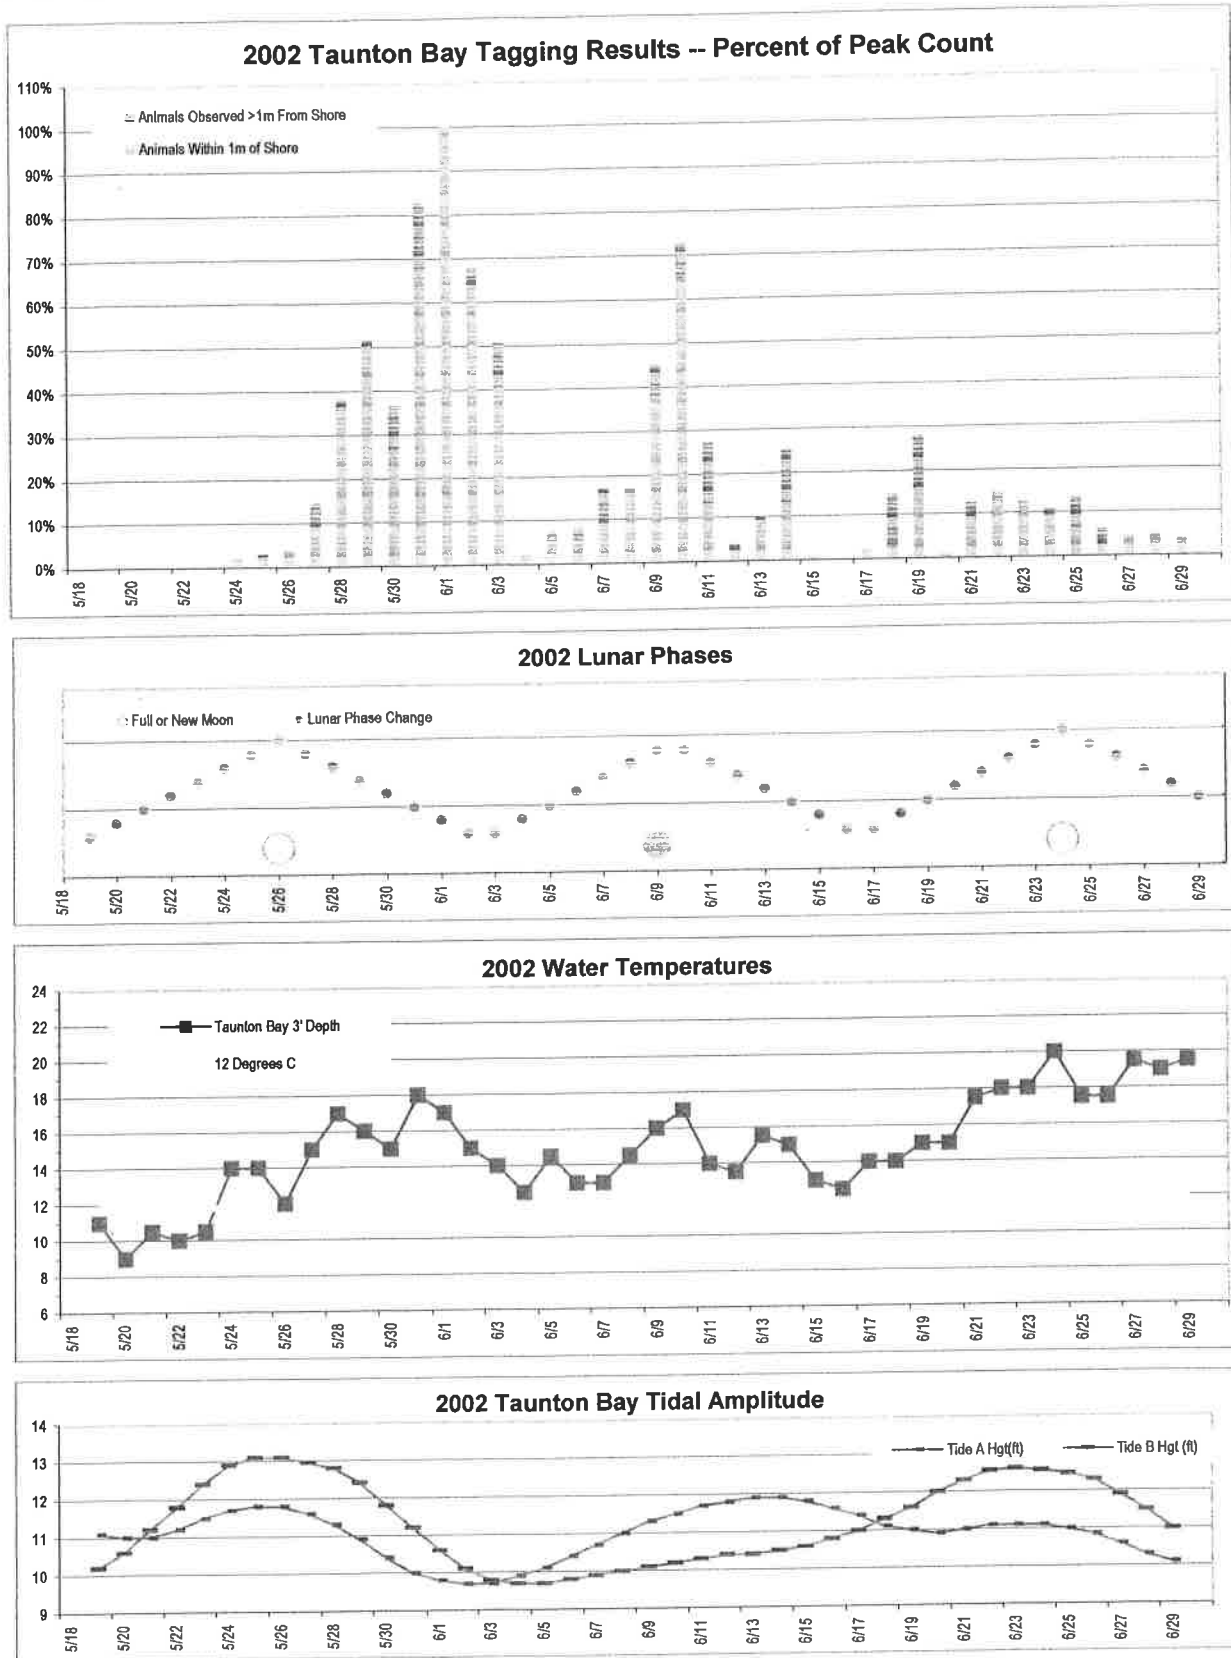 2002 Taunton Bay Tagging Results -- Percent of Peak Count
110%
Animals Observed >1m From Shore
100%
Animals Within 1m of Shore
90%
80%
70%
60%
50%
40%
30%
20%
10%
0%
5/18 5/20 5/22 5/24 5/26 5/28 5/30 6/1 6/3 6/5 6/7 6/9 6/11 6/13 6/15 6/17 6/19 6/21 6/23 6/25 6/27 6/29
2002 Lunar Phases
Full or New Moon Lunar Phase Change
5/18 5/20 5/22 5/24 5/26 5/28 5/30 6/1 6/3 6/5 6/7 6/9 6/11 6/13 6/15 6/17 6/19 6/21 6/23 6/25 6/27 6/29
2002 Water Temperatures
24
22
Taunton Bay 3' Depth
20
12 Degrees C
18
16
14
12
10
8
6
5/18 5/20 5/22 5/24 5/26 5/28 5/30 6/1 6/3 6/5 6/7 6/9 6/11 6/13 6/15 6/17 6/19 6/21 6/23 6/25 6/27 6/29
2002 Taunton Bay Tidal Amplitude
14
Tide A Hgt(ft) Tide B Hgt (ft)
13
12
11
10
9
5/18 5/20 5/22 5/24 5/26 5/28 5/30 6/1 6/3 6/5 6/7 6/9 6/11 6/13 6/15 6/17 6/19 6/21 6/23 6/25 6/27 6/29